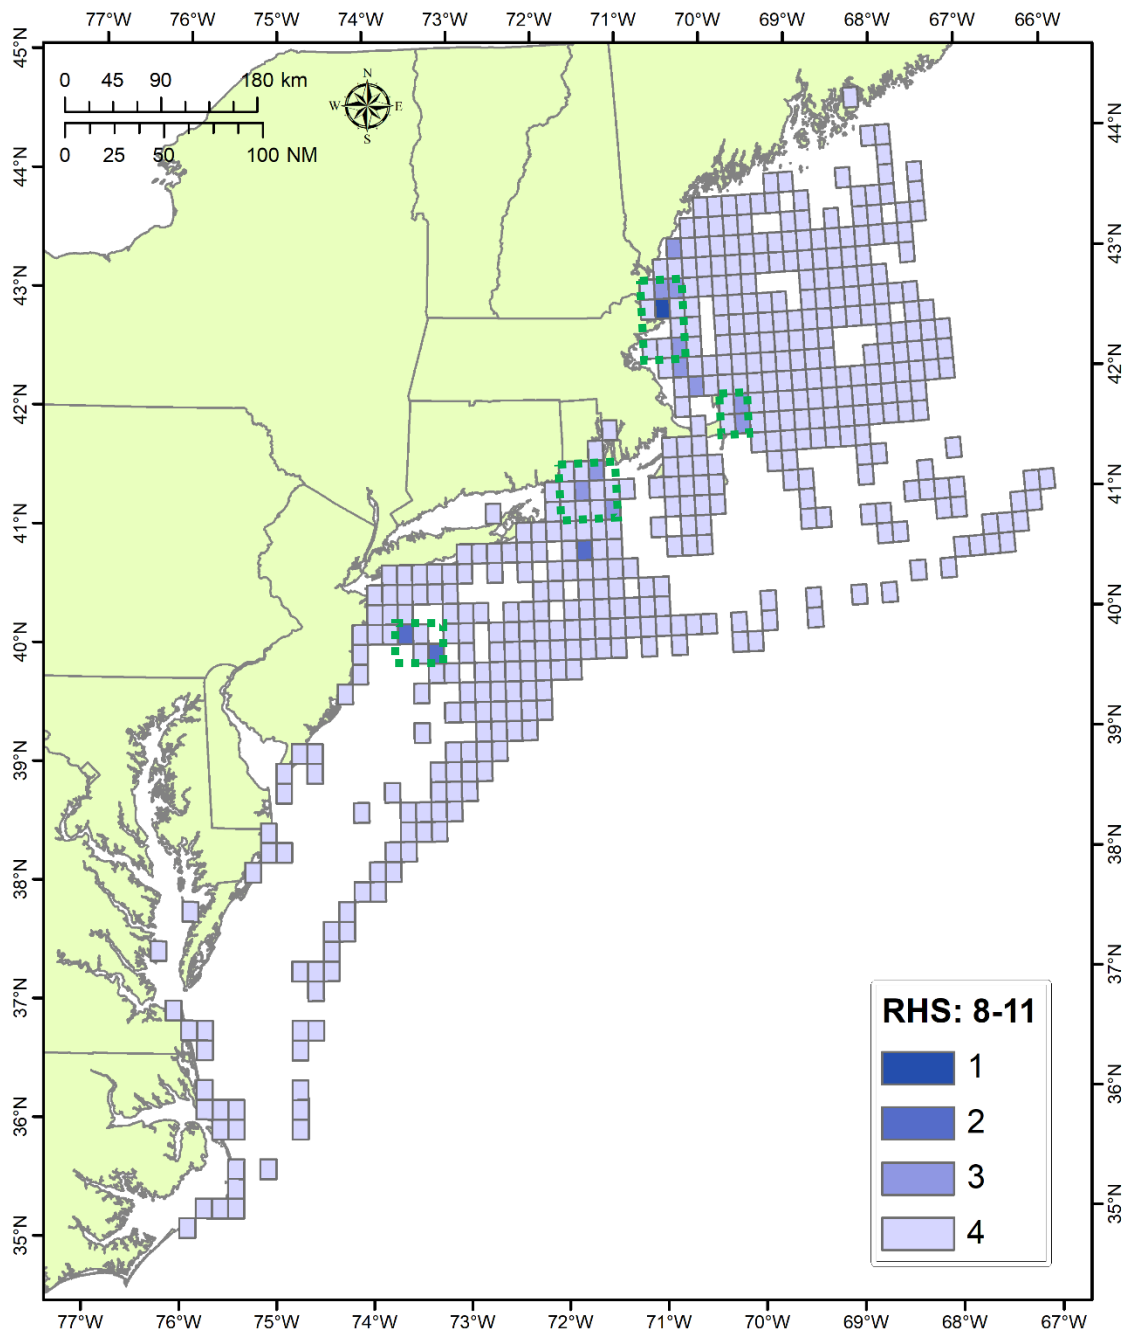 77°W 76°W 75°W 74°W 73°W 72°W 71°W 70°W 69°W 68°W 67°W 66°W
0 45 90 180 km
0 25 50 100 NM
N
W E
S
45°N
44°N
43°N
42°N
41°N
40°N
39°N
38°N
37°N
36°N
35°N
44°N
43°N
42°N
41°N
40°N
39°N
38°N
37°N
36°N
35°N
RHS: 8-11
1
2
3
4
77°W 76°W 75°W 74°W 73°W 72°W 71°W 70°W 69°W 68°W 67°W